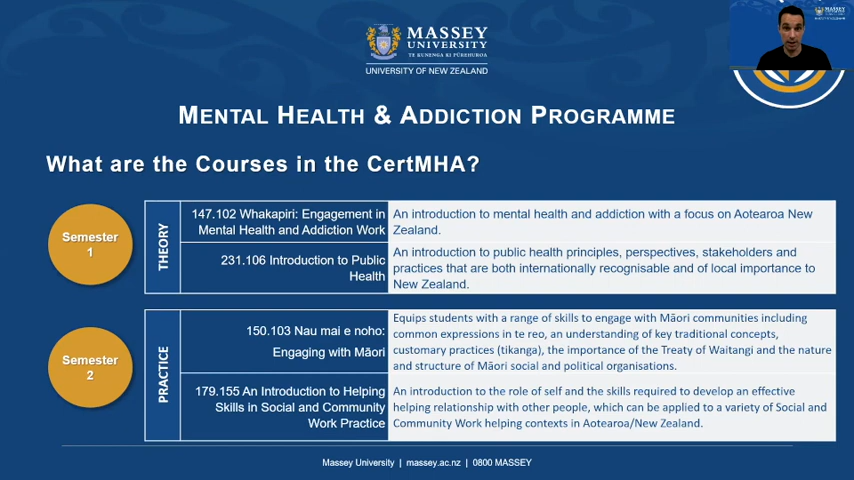 MASSEY
UNIVERSITY
TE KUNENGA KI PŪREHUROA
UNIVERSITY OF NEW ZEALAND
MENTAL HEALTH & ADDICTION PROGRAMME
What are the Courses in the CertMHA?
Semester
1
THEORY
147.102 Whakapiri: Engagement in
Mental Health and Addiction Work
An introduction to mental health and addiction with a focus on Aotearoa New
Zealand.
231.106 Introduction to Public
Health
An introduction to public health principles, perspectives, stakeholders and
practices that are both internationally recognisable and of local importance to
New Zealand.
Semester
2
PRACTICE
150.103 Nau mai e noho:
Engaging with Māori
Equips students with a range of skills to engage with Māori communities including
common expressions in te reo, an understanding of key traditional concepts,
customary practices (tikanga), the importance of the Treaty of Waitangi and the nature
and structure of Māori social and political organisations.
179.155 An Introduction to Helping
Skills in Social and Community
Work Practice
An introduction to the role of self and the skills required to develop an effective
helping relationship with other people, which can be applied to a variety of Social and
Community Work helping contexts in Aotearoa/New Zealand.
Massey University | massey.ac.nz | 0800 MASSEY